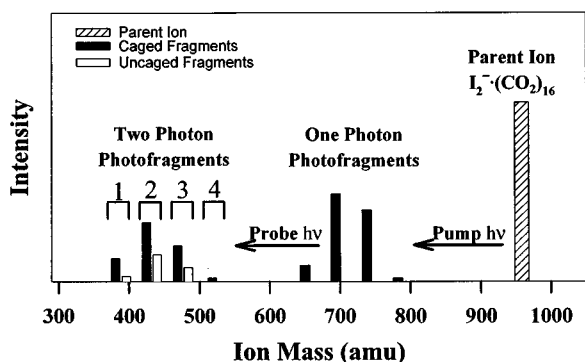 Parent Ion
Caged Fragments
Uncaged Fragments
Parent Ion
I₂⁻·(CO₂)₁₆
Two Photon
Photofragments
One Photon
Photofragments
1 2 3 4
Probe hν
Pump hν
Intensity
300 400 500 600 700 800 900 1000
Ion Mass (amu)